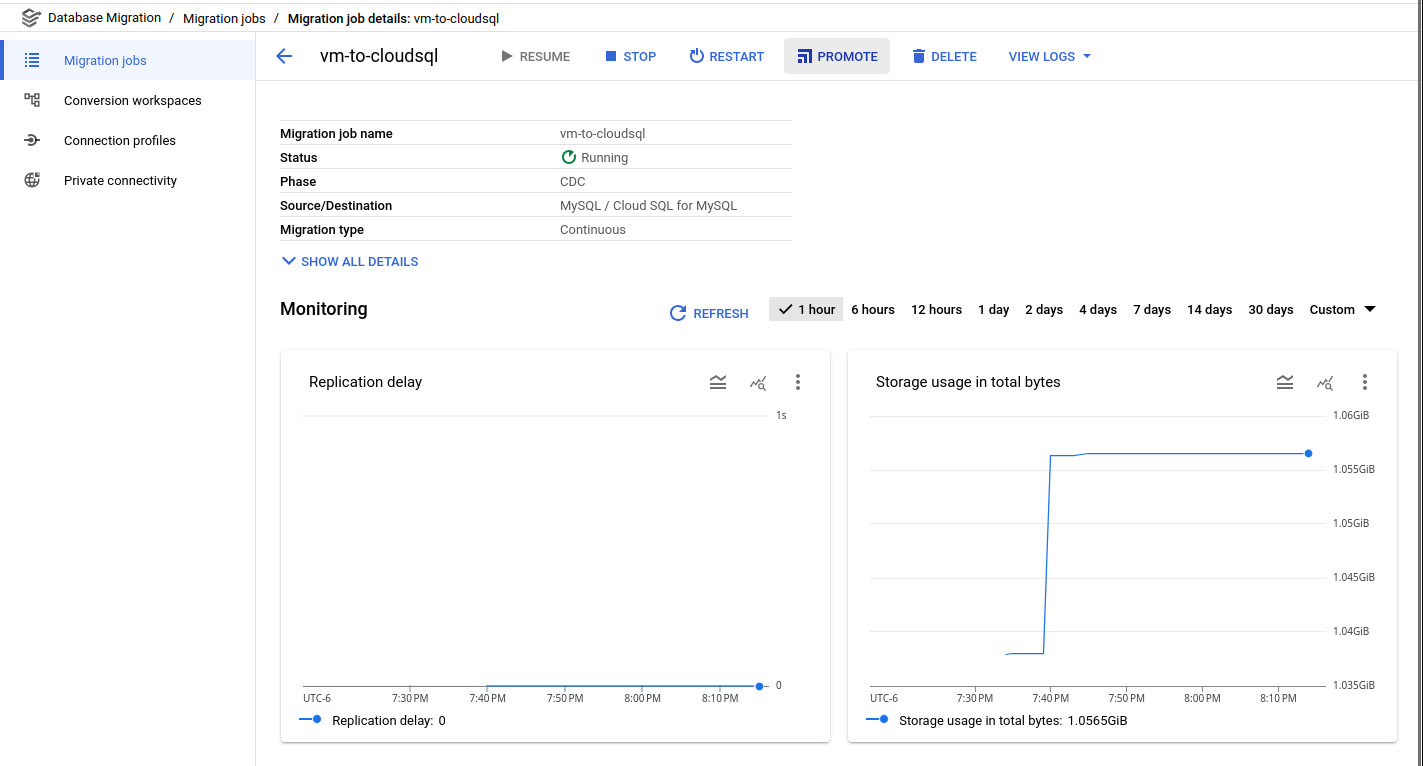 Database Migration / Migration jobs / Migration job details: vm-to-cloudsql
Migration jobs
Conversion workspaces
Connection profiles
Private connectivity
vm-to-cloudsql RESUME STOP RESTART PROMOTE DELETE VIEW LOGS
Migration job name vm-to-cloudsql
Status Running
Phase CDC
Source/Destination MySQL / Cloud SQL for MySQL
Migration type Continuous
SHOW ALL DETAILS
Monitoring REFRESH 1 hour 6 hours 12 hours 1 day 2 days 4 days 7 days 14 days 30 days Custom
Replication delay
1s
0
UTC-6 7:30 PM 7:40 PM 7:50 PM 8:00 PM 8:10 PM
Replication delay: 0
Storage usage in total bytes
1.06GiB
1.055GiB
1.05GiB
1.045GiB
1.04GiB
1.035GiB
UTC-6 7:30 PM 7:40 PM 7:50 PM 8:00 PM 8:10 PM
Storage usage in total bytes: 1.0565GiB